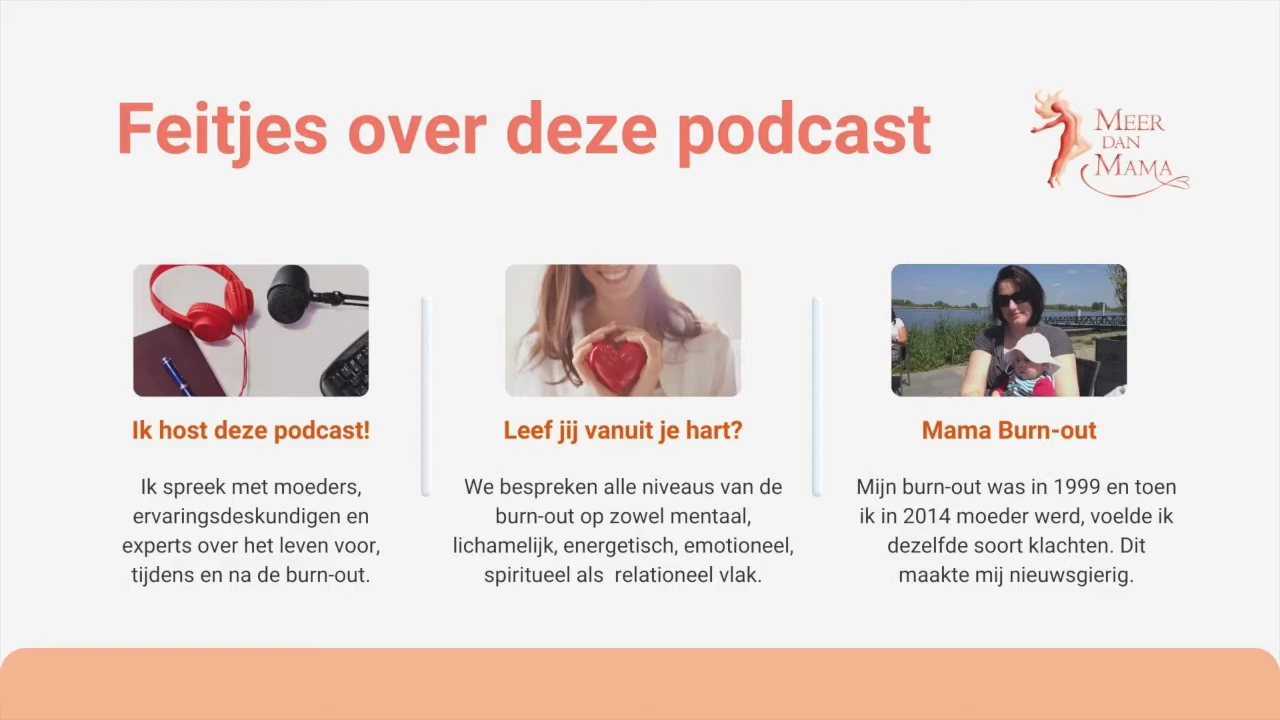 Feitjes over deze podcast
MEER
DAN
MAMA
Ik host deze podcast!
Ik spreek met moeders,
ervaringsdeskundigen en
experts over het leven voor,
tijdens en na de burn-out.
Leef jij vanuit je hart?
We bespreken alle niveaus van de
burn-out op zowel mentaal,
lichamelijk, energetisch, emotioneel,
spiritueel als  relationeel vlak.
Mama Burn-out
Mijn burn-out was in 1999 en toen
ik in 2014 moeder werd, voelde ik
dezelfde soort klachten. Dit
maakte mij nieuwsgierig.